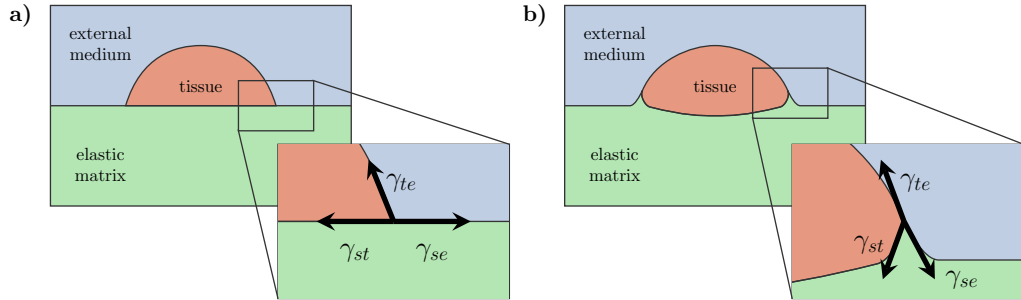 a)
external
medium
tissue
elastic
matrix
γte
γst
γse
b)
external
medium
tissue
elastic
matrix
γte
γst
γse